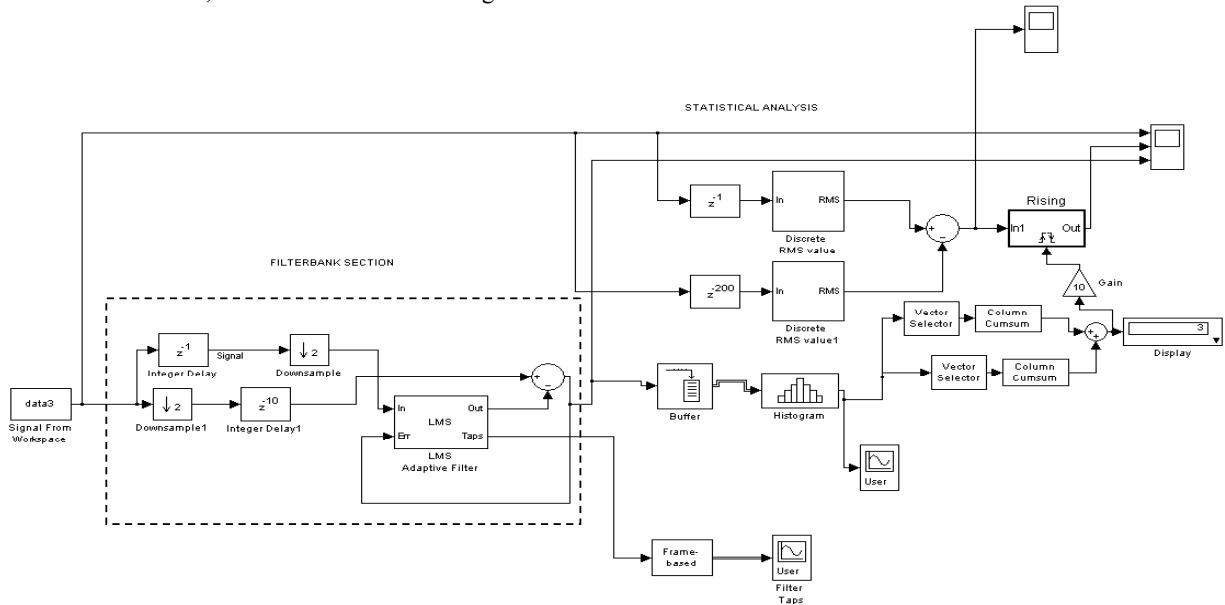 STATISTICAL ANALYSIS
z-1
In RMS
Discrete
RMS value
Rising
In1 Out
FILTERBANK SECTION
z-200
In RMS
Discrete
RMS value1
10
Gain
Vector
Selector
Column
Cumsum
3
Display
z-1
Integer Delay
Signal
↓ 2
Downsample
data3
Signal From
Workspace
↓ 2
Downsample1
z-10
Integer Delay1
In Out
LMS
Err Taps
LMS
Adaptive Filter
Buffer
Histogram
Vector
Selector
Column
Cumsum
User
Frame-
based
User
Filter
Taps